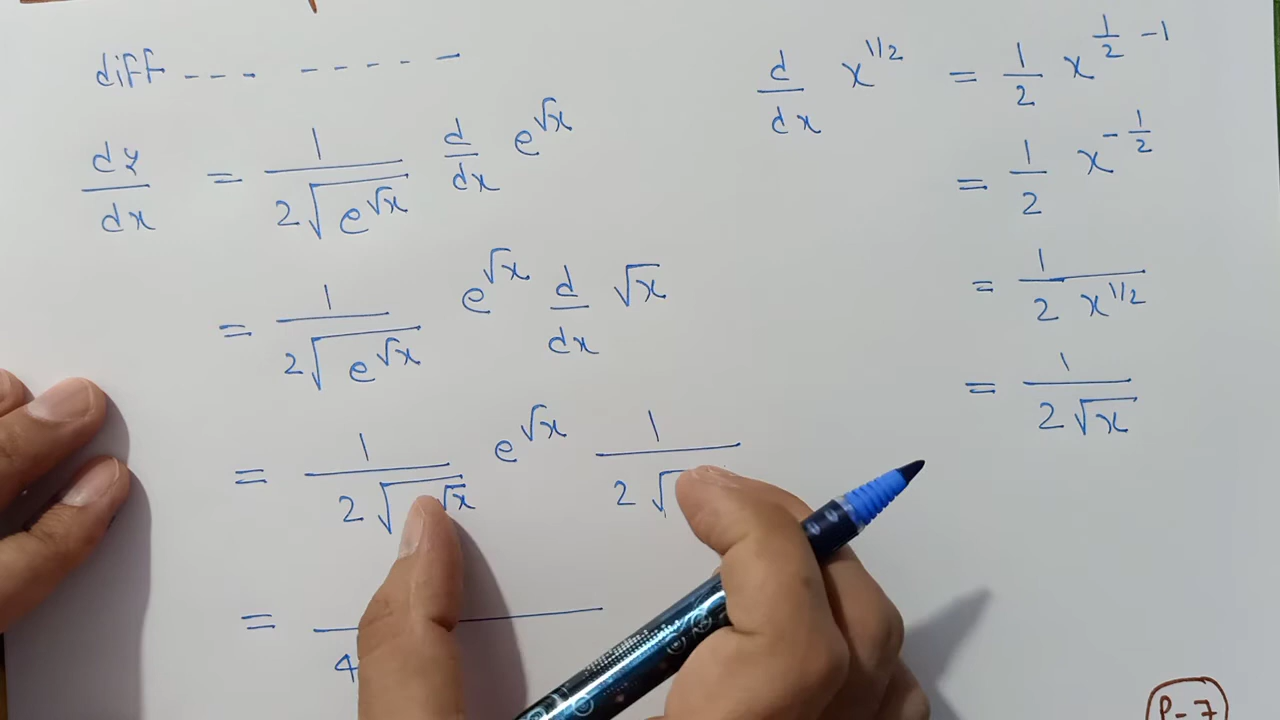 diff --- -----
dy/dx = 1/(2√(e^√x)) d/dx e^√x
= 1/(2√(e^√x)) e^√x d/dx √x
= 1/(2√ √x) e^√x 1/(2√
= 4
d/dx x^1/2 = 1/2 x^(1/2 -1)
= 1/2 x^(-1/2)
= 1/(2 x^1/2)
= 1/(2√x)
P-7